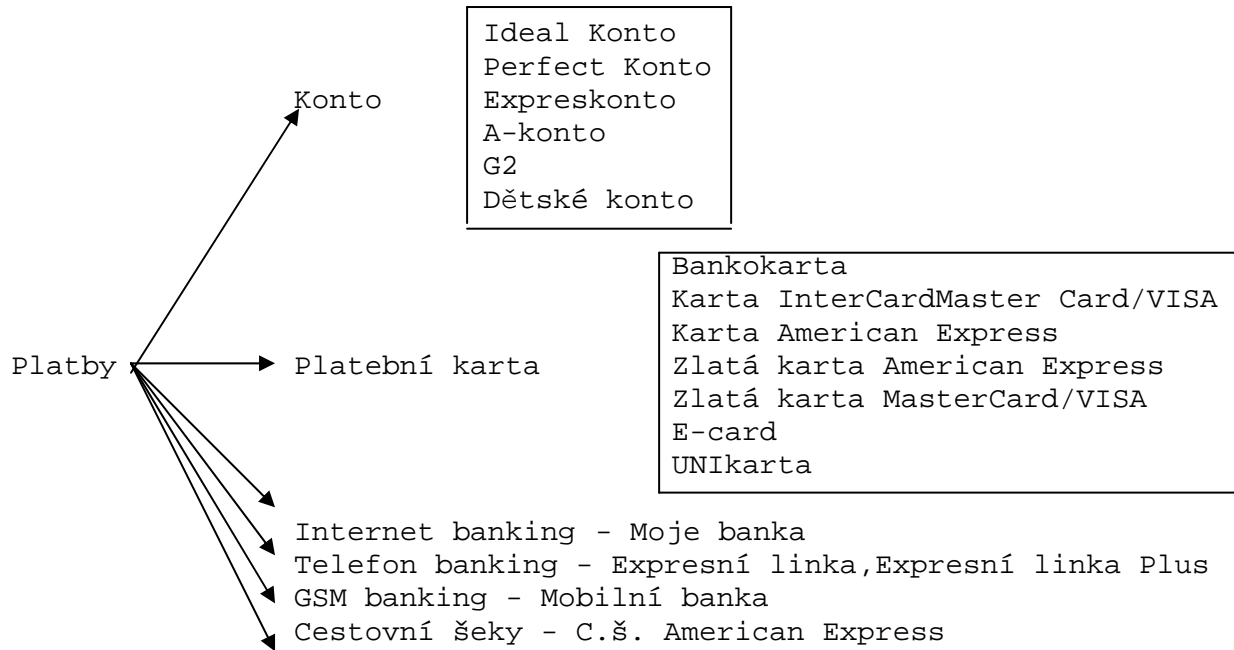 Ideal Konto
Perfect Konto
Konto
Expreskonto
A-konto
G2
Dětské konto
Bankokarta
Karta InterCardMaster Card/VISA
Karta American Express
Platby
Platební karta
Zlatá karta American Express
Zlatá karta MasterCard/VISA
E-card
UNIkarta
Internet banking - Moje banka
Telefon banking - Expresní linka,Expresní linka Plus
GSM banking - Mobilní banka
Cestovní šeky - C.š. American Express